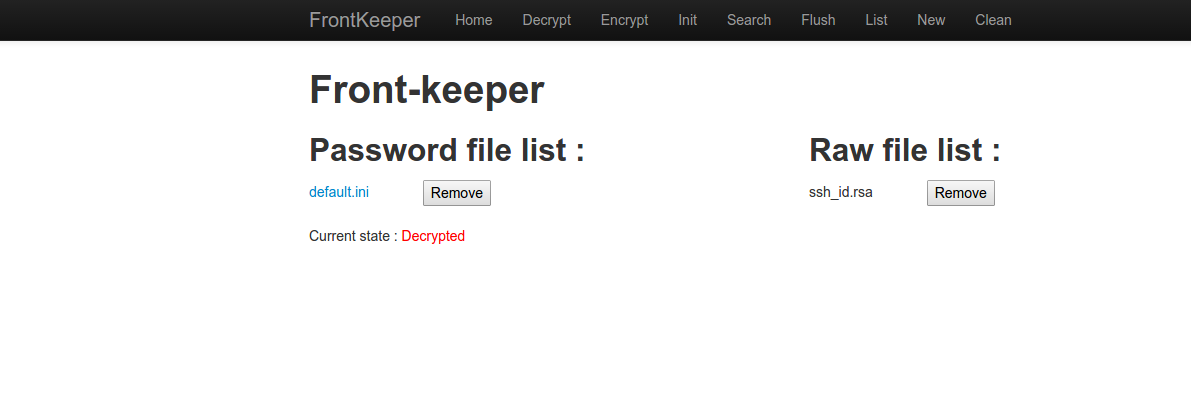 FrontKeeper Home Decrypt Encrypt Init Search Flush List New Clean
Front-keeper
Password file list :
default.ini Remove
Current state : Decrypted
Raw file list :
ssh_id.rsa Remove